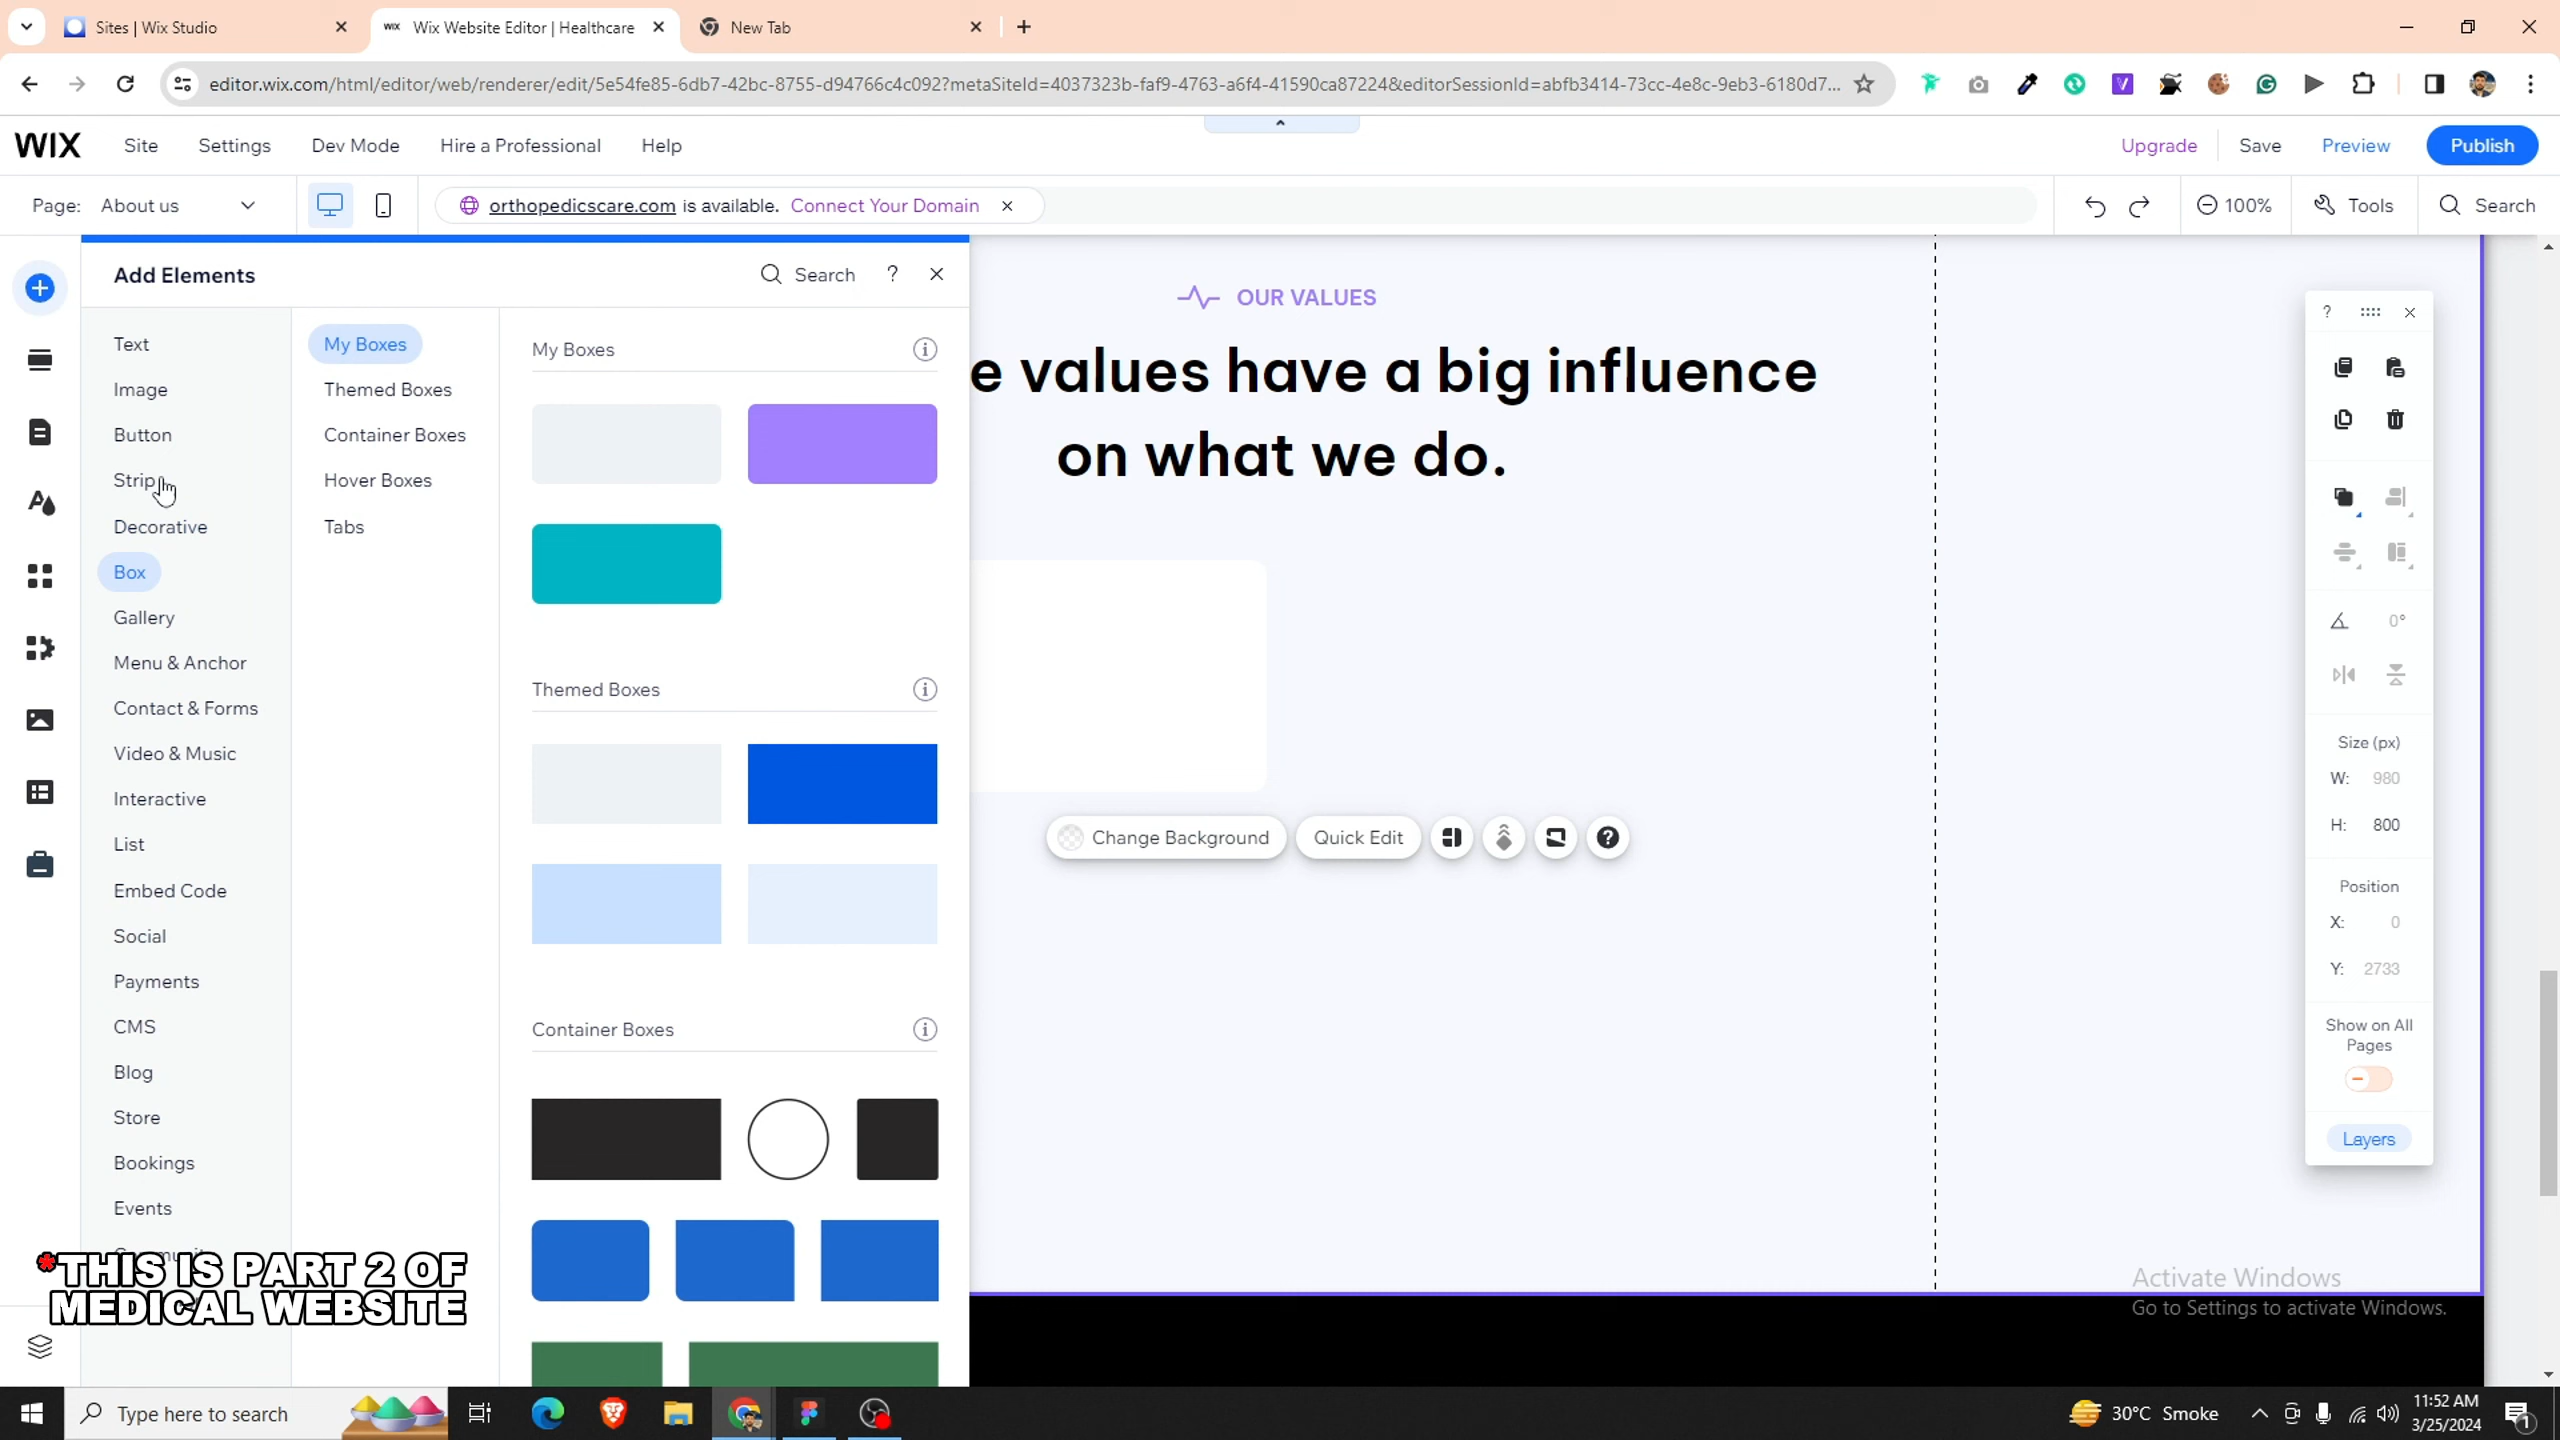 Sites | Wix Studio
Wix Website Editor | Healthcare
New Tab
editor.wix.com/html/editor/web/renderer/edit/5e54fe85-6db7-42bc-8755-d94766c4c092?metaSiteId=4037323b-faf9-4763-a6f4-41590ca87224&editorSessionId=abfb3414-73cc-4e8c-9eb3-6180d7...
WIX Site Settings Dev Mode Hire a Professional Help Upgrade Save Preview Publish
Page: About us orthopedicscare.com is available. Connect Your Domain 100% Tools Search
Add Elements Search ?
Text
Image
Button
Strip
Decorative
Box
Gallery
Menu & Anchor
Contact & Forms
Video & Music
Interactive
List
Embed Code
Social
Payments
CMS
Blog
Store
Bookings
Events
My Boxes
Themed Boxes
Container Boxes
Hover Boxes
Tabs
My Boxes
Themed Boxes
Container Boxes
OUR VALUES
e values have a big influence
on what we do.
Change Background Quick Edit ?
?
0°
Size (px)
W: 980
H: 800
Position
X: 0
Y: 2733
Show on All
Pages
Layers
*THIS IS PART 2 OF
MEDICAL WEBSITE
Activate Windows
Go to Settings to activate Windows.
Type here to search
30°C Smoke
11:52 AM
3/25/2024
1